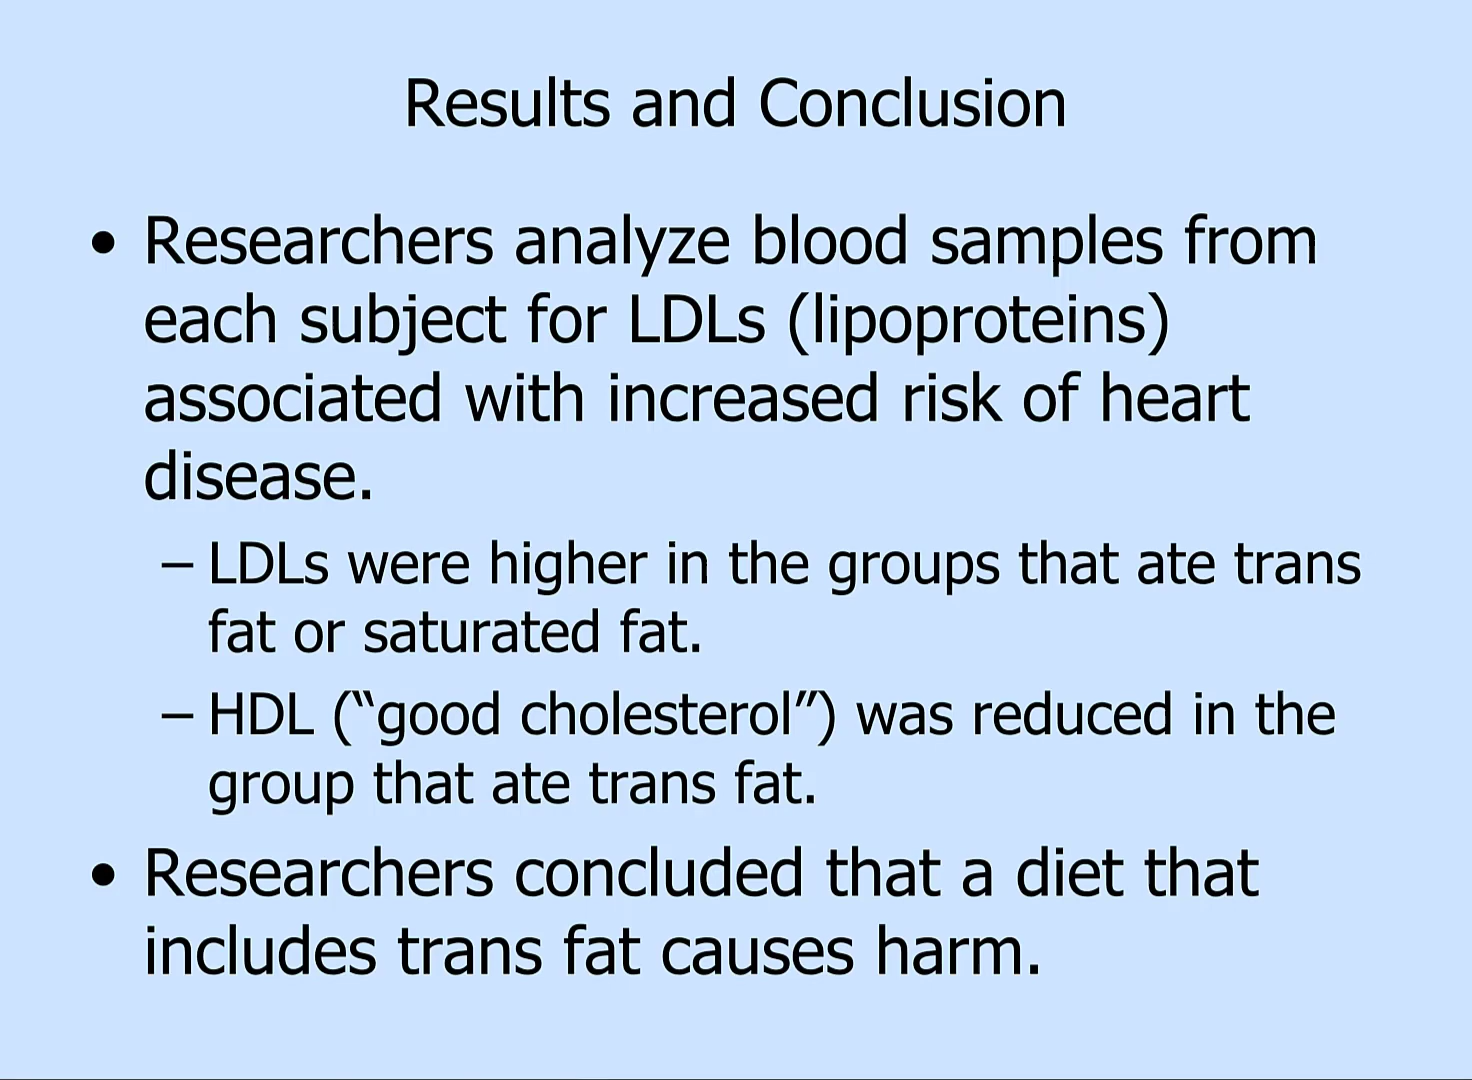 Results and Conclusion
• Researchers analyze blood samples from
each subject for LDLs (lipoproteins)
associated with increased risk of heart
disease.
– LDLs were higher in the groups that ate trans
fat or saturated fat.
– HDL (“good cholesterol”) was reduced in the
group that ate trans fat.
• Researchers concluded that a diet that
includes trans fat causes harm.